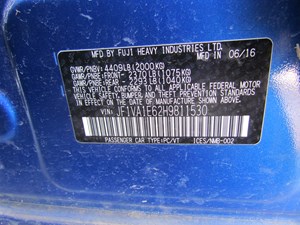 MFD BY FUJI HEAVY INDUSTRIES LTD.
06/16
GVWR/PNBV: 4409LB(2000KG)
GAWR/PNBE: FRONT- 2370LB(1075KG)
GAWR/PNBE: REAR - 2293LB(1040KG)
THIS VEHICLE CONFORMS TO ALL
APPLICABLE FEDERAL MOTOR VEHICLE
SAFETY, BUMPER, AND THEFT
PREVENTION STANDARDS IN EFFECT
ON THE DATE OF MANUFACTURE
SHOWN ABOVE.
VIN: JF1VA1E62H9811530
PASSENGER CAR TYPE:PC/VT ICES/NMB-002